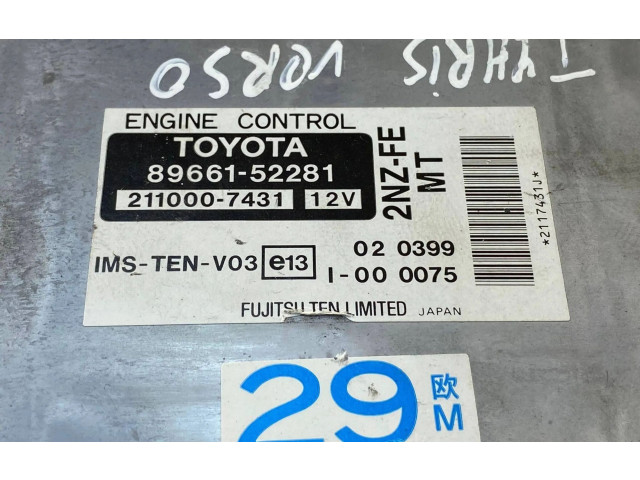 TYHRIS VORSO
ENGINE CONTROL
TOYOTA
89661-52281
211000-7431 12V
2NZ-FE
MT
*2117431J*
IMS-TEN-V03 e13 02 0399
I-00 0075
FUJITSU TEN LIMITED JAPAN
29 欧
M